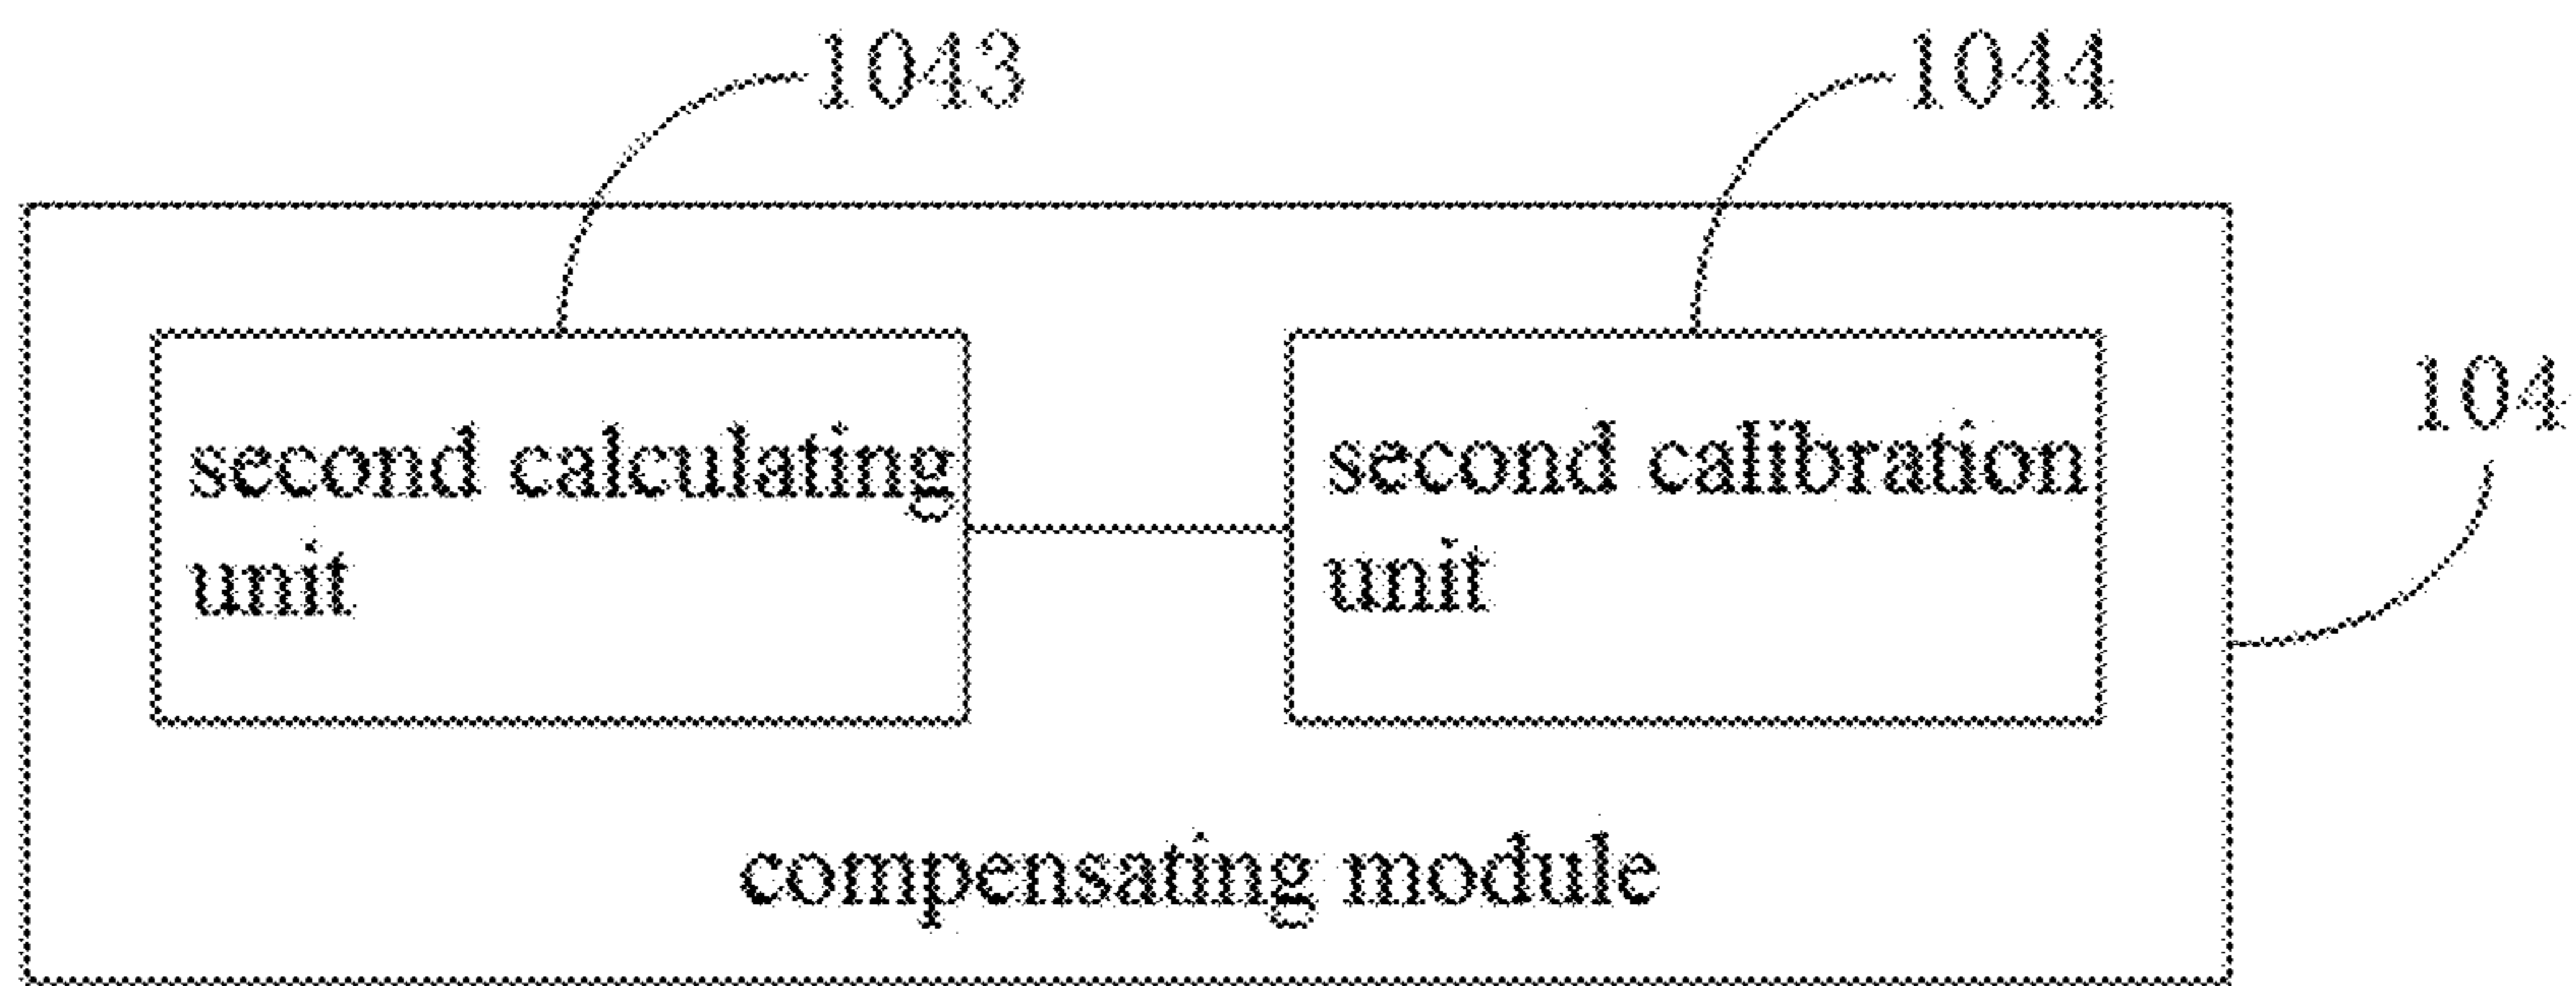 1043
1044
104
second calculating
unit
second calibration
unit
compensating module